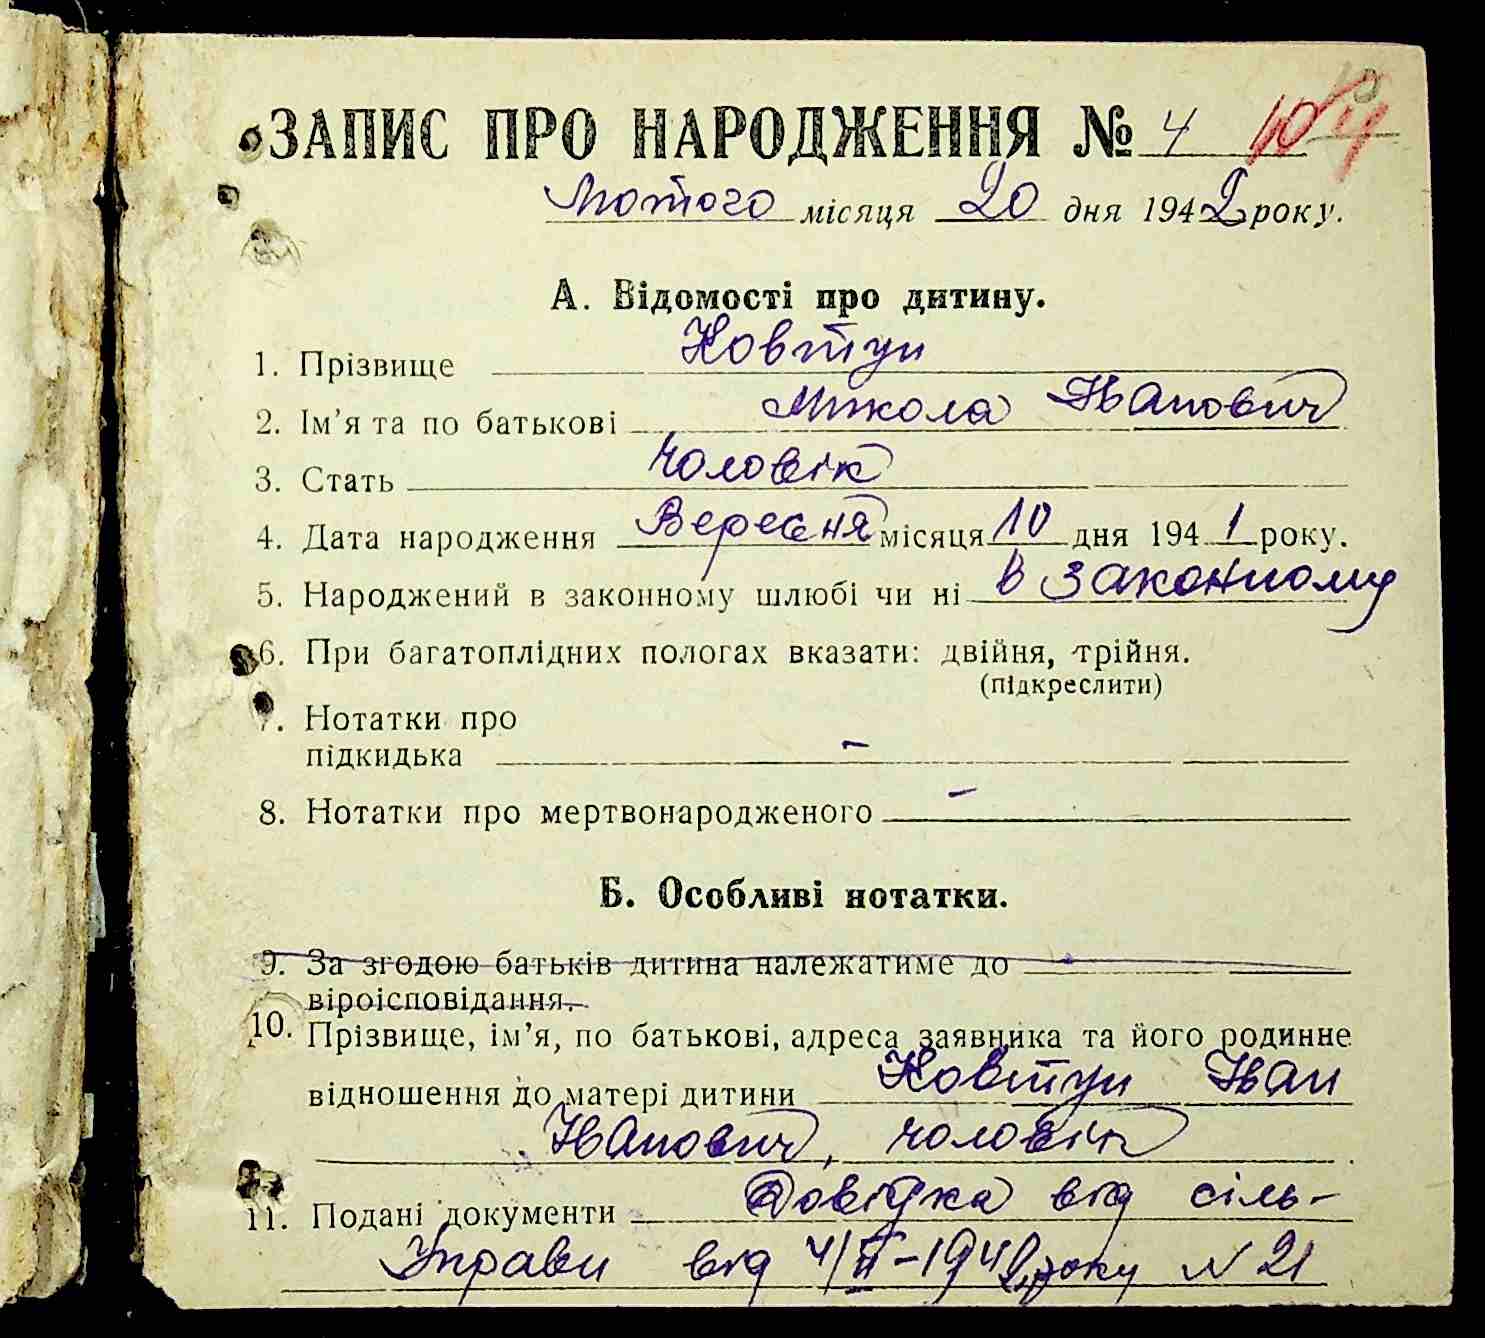 ЗАПИС ПРО НАРОДЖЕННЯ № 4
Лютого місяця 20 дня 1942 року.
А. Відомості про дитину.
1. Прізвище Ковтун
2. Ім'я та по батькові Микола Іванович
3. Стать чоловік
4. Дата народження Вересня місяця 10 дня 1941 року.
5. Народжений в законному шлюбі чи ні в законному
6. При багатоплідних пологах вказати: двійня, трійня.
(підкреслити)
7. Нотатки про
підкидька -
8. Нотатки про мертвонародженого -
Б. Особливі нотатки.
9. За згодою батьків дитина належатиме до
віроісповідання.
10. Прізвище, ім'я, по батькові, адреса заявника та його родинне
відношення до матері дитини Ковтун Іван
Іванович, чоловік
11. Подані документи Довідка від сіль-
Управи від 4/II-1942 року N 21